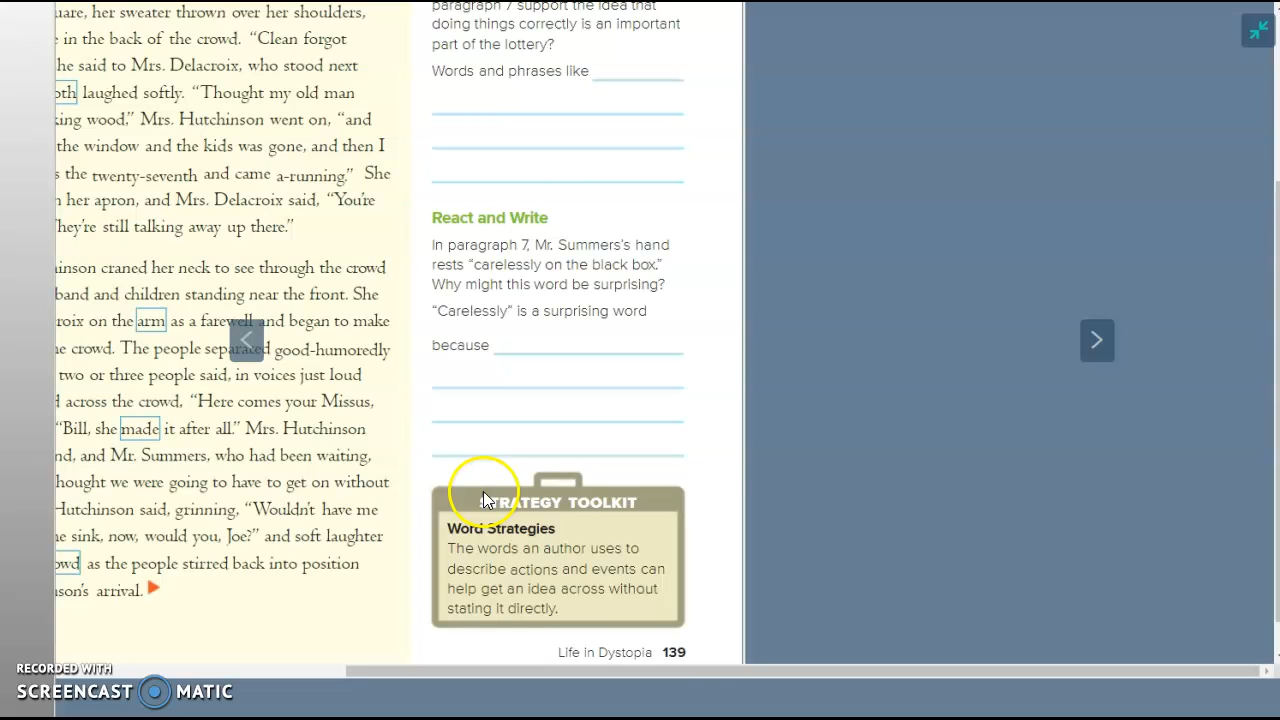 uare, her sweater thrown over her shoulders,
e in the back of the crowd. “Clean forgot
he said to Mrs. Delacroix, who stood next
oth laughed softly. “Thought my old man
king wood,” Mrs. Hutchinson went on, “and
the window and the kids was gone, and then I
s the twenty-seventh and came a-running.” She
n her apron, and Mrs. Delacroix said, “You’re
They’re still talking away up there.”
inson craned her neck to see through the crowd
band and children standing near the front. She
roix on the arm as a farewell and began to make
he crowd. The people separated good-humoredly
two or three people said, in voices just loud
d across the crowd, “Here comes your Missus,
“Bill, she made it after all.” Mrs. Hutchinson
nd, and Mr. Summers, who had been waiting,
hought we were going to have to get on without
Hutchinson said, grinning, “Wouldn’t have me
he sink, now, would you, Joe?” and soft laughter
owd as the people stirred back into position
son’s arrival.
paragraph 7 support the idea that
doing things correctly is an important
part of the lottery?
Words and phrases like
React and Write
In paragraph 7, Mr. Summers’s hand
rests “carelessly on the black box.”
Why might this word be surprising?
“Carelessly” is a surprising word
because
STRATEGY TOOLKIT
Word Strategies
The words an author uses to
describe actions and events can
help get an idea across without
stating it directly.
Life in Dystopia 139
RECORDED WITH
SCREENCAST MATIC